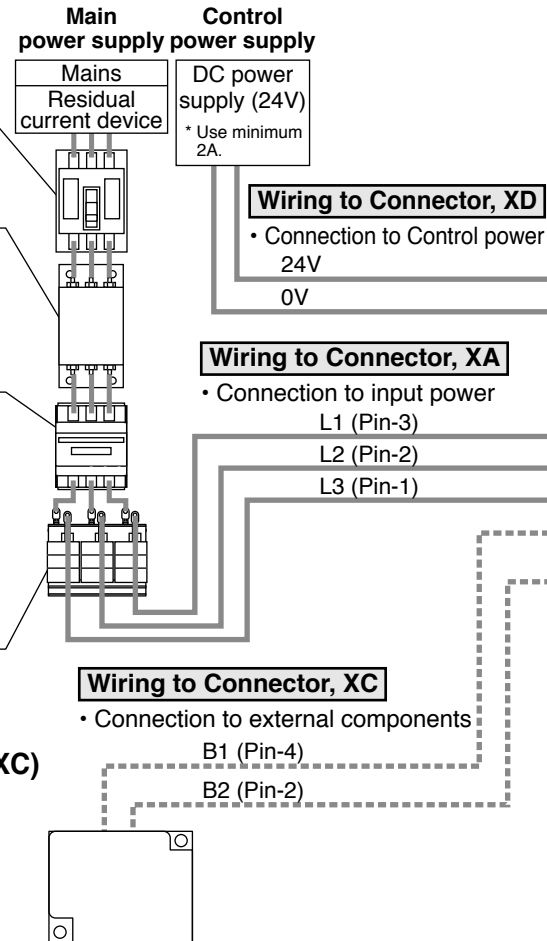 Main
power supply
Control
power supply
Mains
Residual
current device
DC power
supply (24V)
* Use minimum
2A.
Wiring to Connector, XD
・Connection to Control power
24V
0V
Wiring to Connector, XA
・Connection to input power
L1 (Pin-3)
L2 (Pin-2)
L3 (Pin-1)
Wiring to Connector, XC
・Connection to external components
XC)
B1 (Pin-4)
B2 (Pin-2)